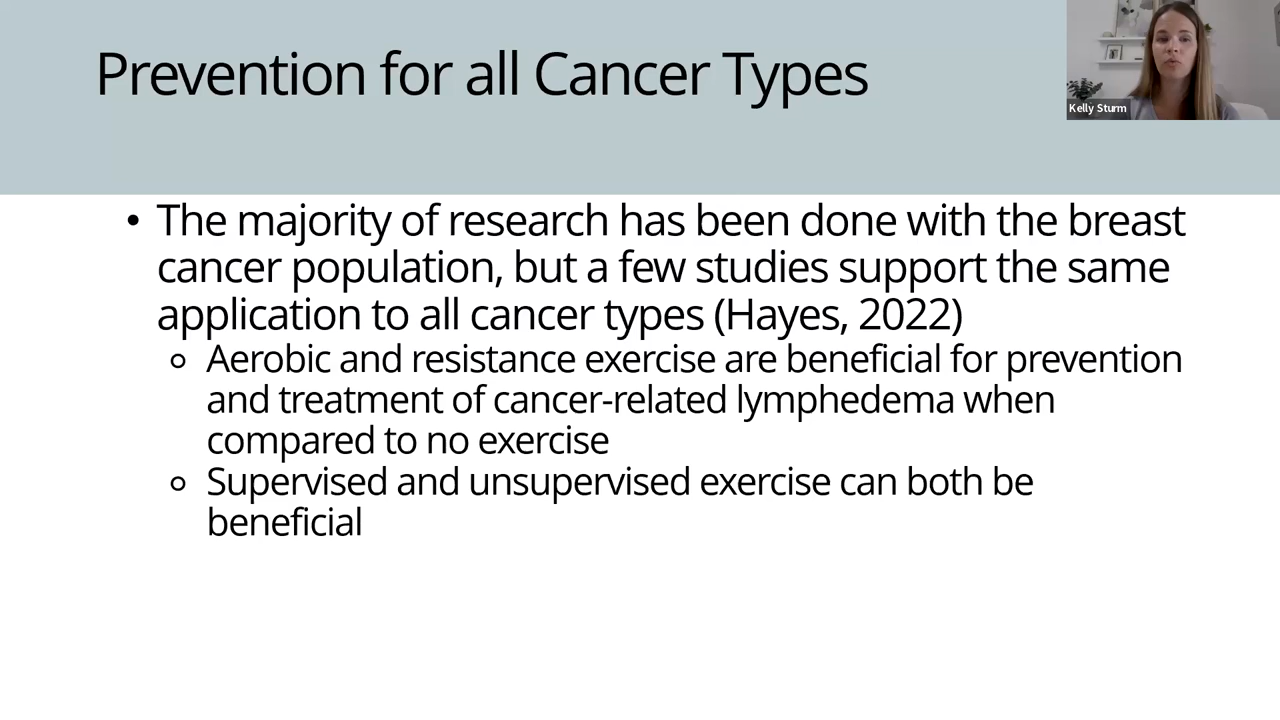 Prevention for all Cancer Types
Kelly Sturm
• The majority of research has been done with the breast
cancer population, but a few studies support the same
application to all cancer types (Hayes, 2022)
○ Aerobic and resistance exercise are beneficial for prevention
and treatment of cancer-related lymphedema when
compared to no exercise
○ Supervised and unsupervised exercise can both be
beneficial